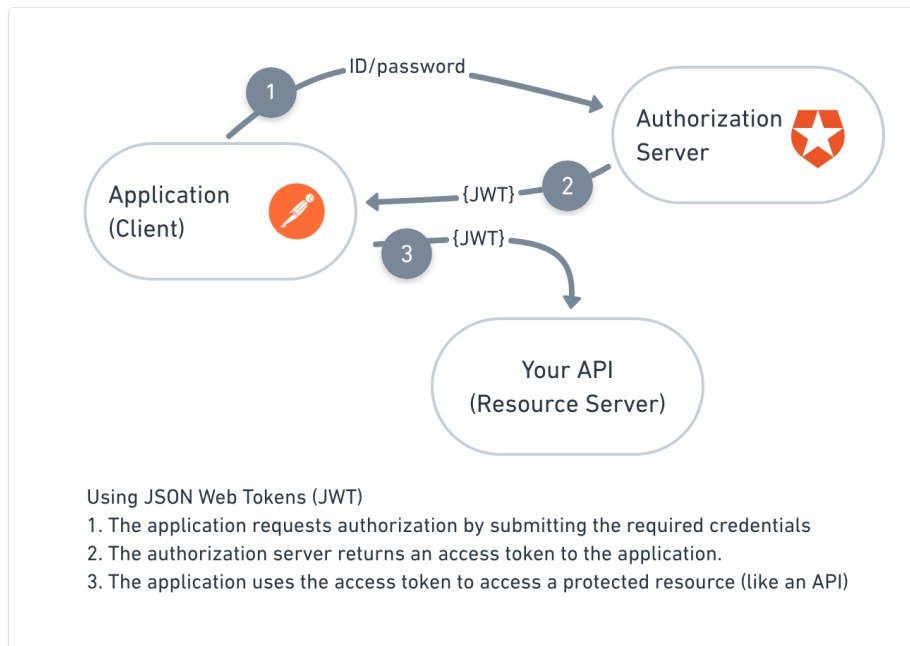 1
ID/password
Authorization
Server
Application
(Client)
{JWT}
2
3
{JWT}
Your API
(Resource Server)
Using JSON Web Tokens (JWT)
1. The application requests authorization by submitting the required credentials
2. The authorization server returns an access token to the application.
3. The application uses the access token to access a protected resource (like an API)